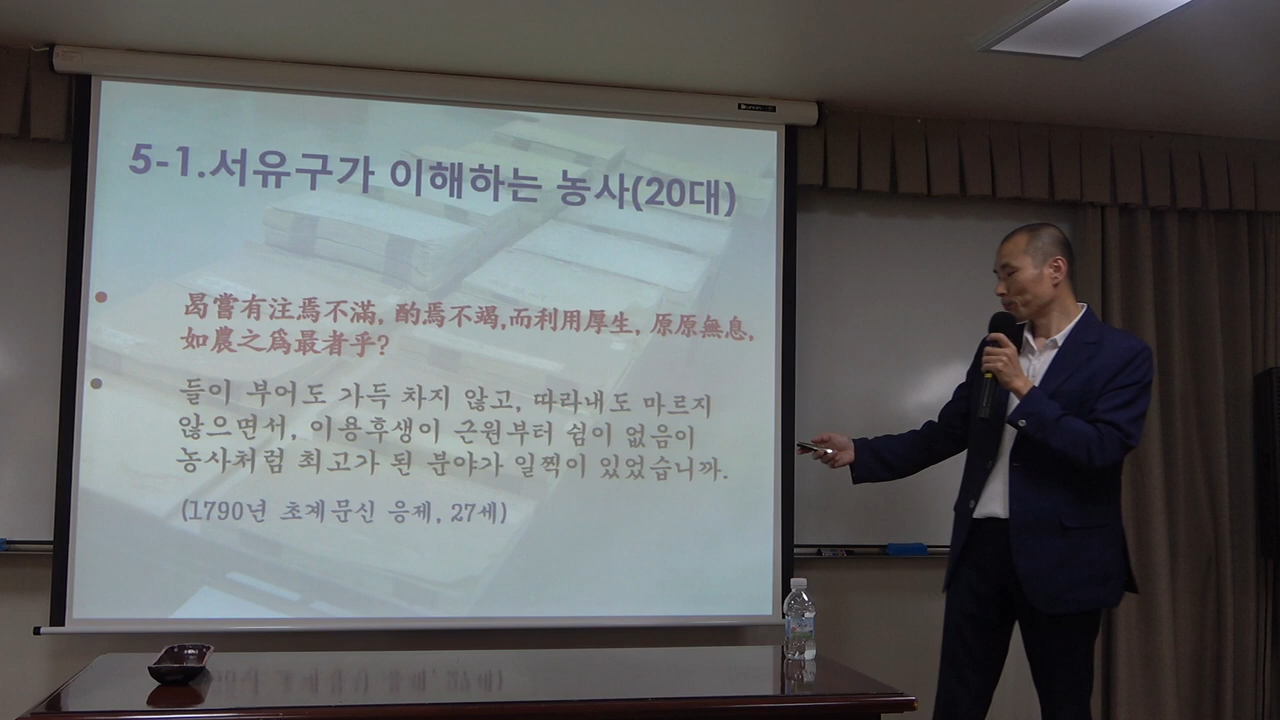 5-1.서유구가 이해하는 농사(20대)
曷嘗有注焉不滿, 酌焉不竭,而利用厚生, 原原無息,
如農之爲最者乎?
들이 부어도 가득 차지 않고, 따라내도 마르지
않으면서, 이용후생이 근원부터 쉼이 없음이
농사처럼 최고가 된 분야가 일찍이 있었습니까.
(1790년 초계문신 응제, 27세)